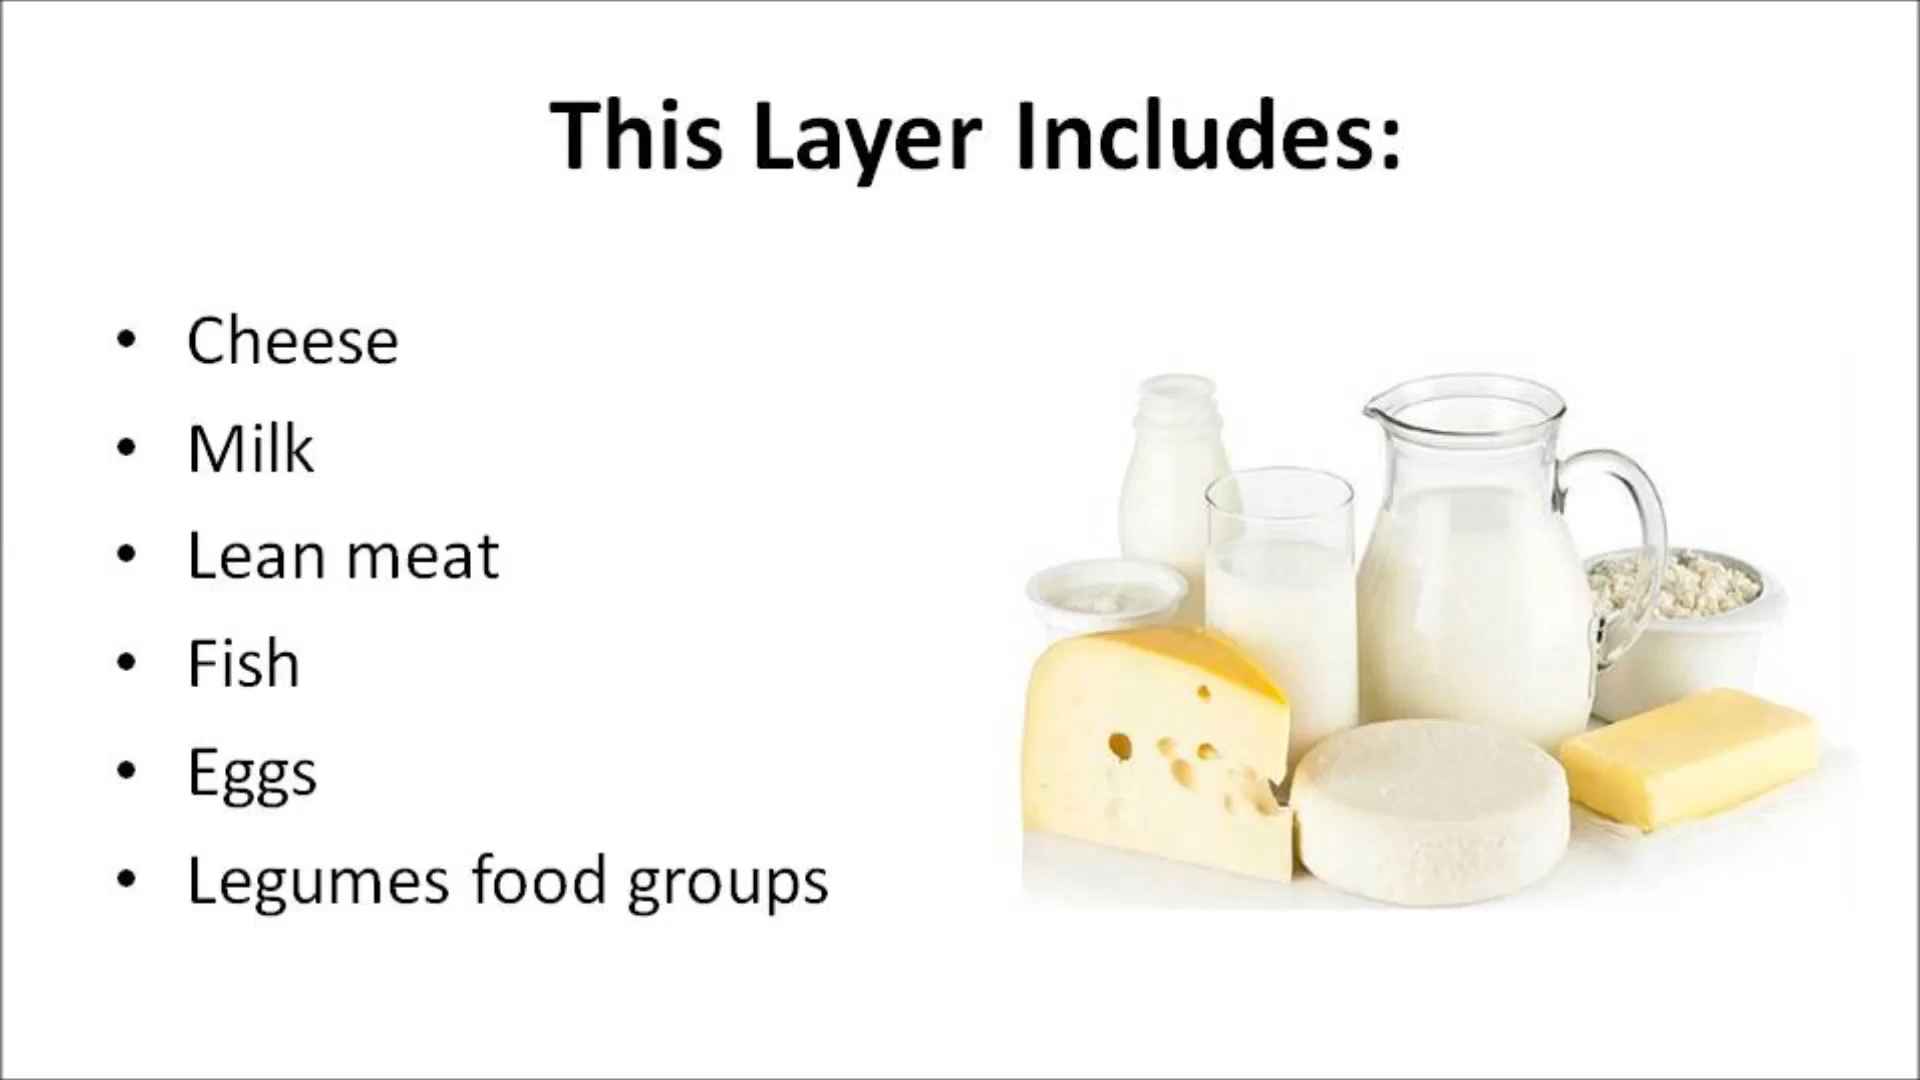 This Layer Includes:
• Cheese
• Milk
• Lean meat
• Fish
• Eggs
• Legumes food groups